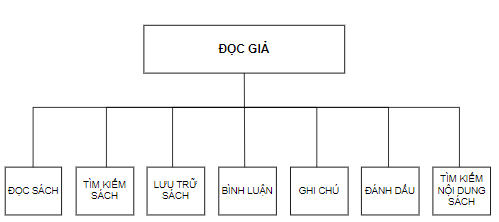 ĐỌC GIẢ
ĐỌC SÁCH
TÌM KIẾM
SÁCH
LƯU TRỮ
SÁCH
BÌNH LUẬN
GHI CHÚ
ĐÁNH DẤU
TÌM KIẾM
NỘI DUNG
SÁCH